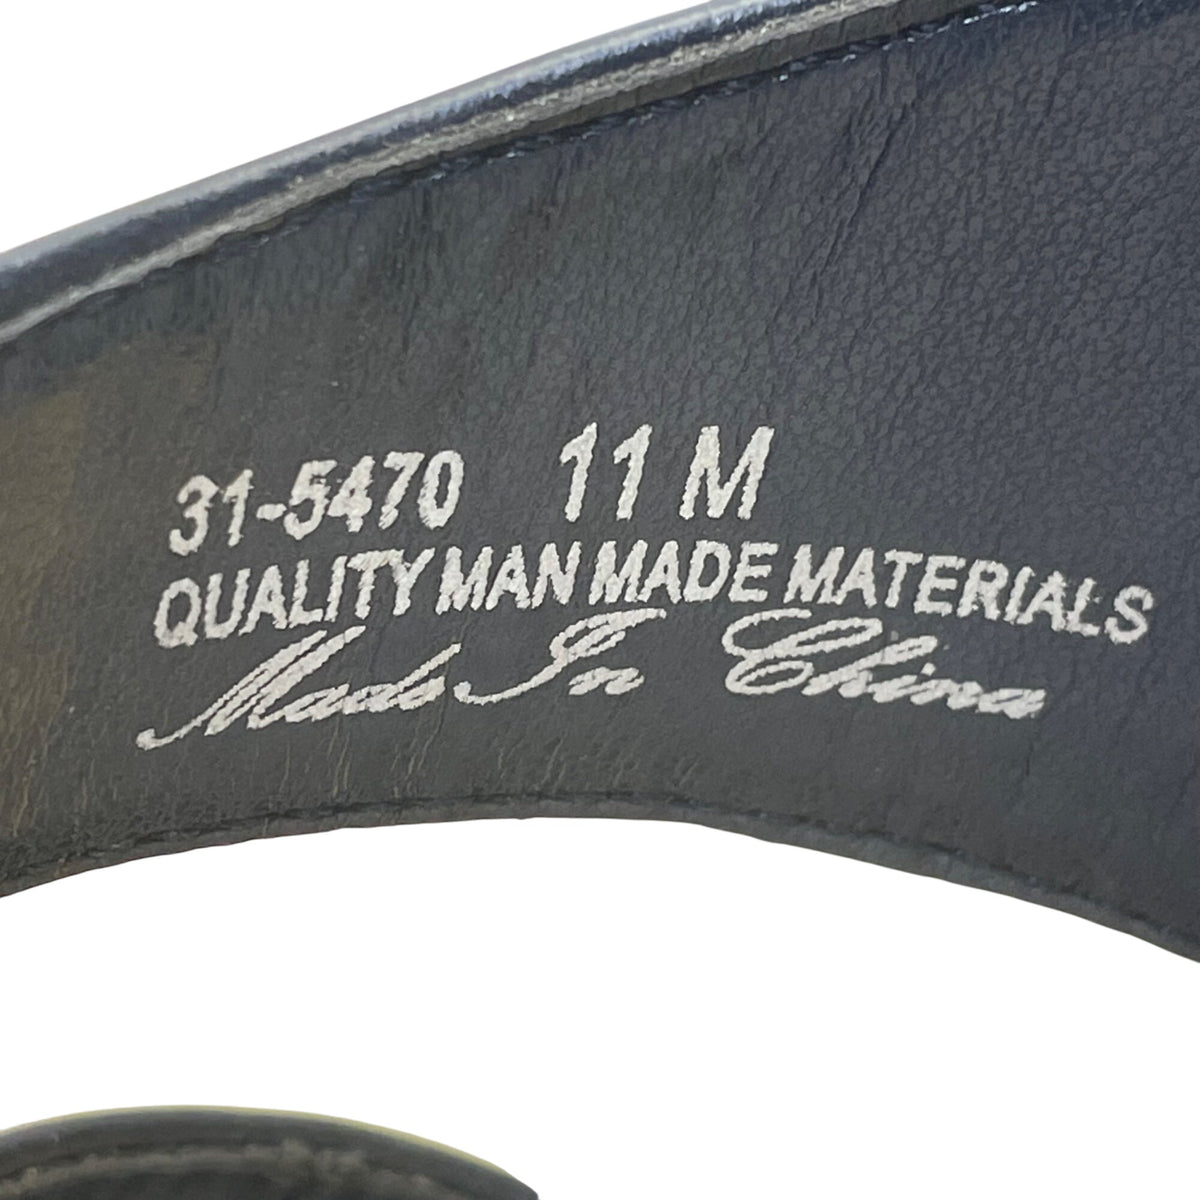 31-5470 11 M
QUALITY MAN MADE MATERIALS
Made In China